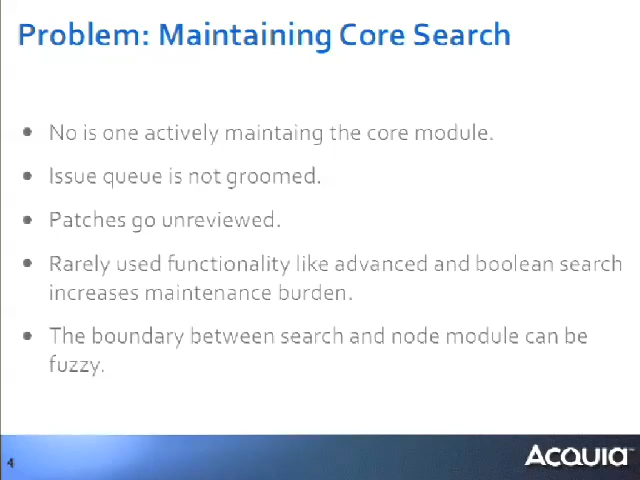 Problem: Maintaining Core Search
No is one actively maintaing the core module.
Issue queue is not groomed.
Patches go unreviewed.
Rarely used functionality like advanced and boolean search
increases maintenance burden.
The boundary between search and node module can be
fuzzy.
4
Acquia